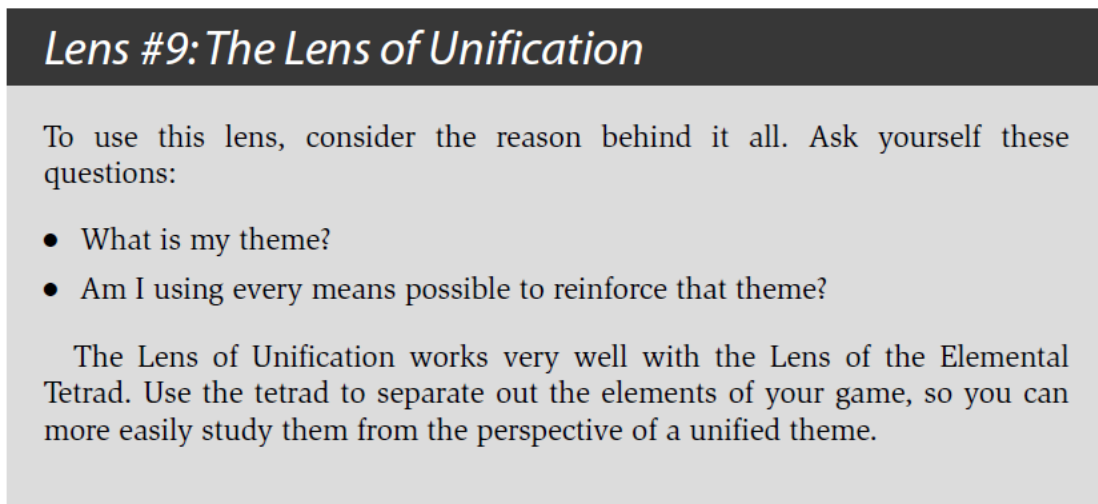 Lens #9: The Lens of Unification
To use this lens, consider the reason behind it all. Ask yourself these
questions:
● What is my theme?
● Am I using every means possible to reinforce that theme?
The Lens of Unification works very well with the Lens of the Elemental
Tetrad. Use the tetrad to separate out the elements of your game, so you can
more easily study them from the perspective of a unified theme.